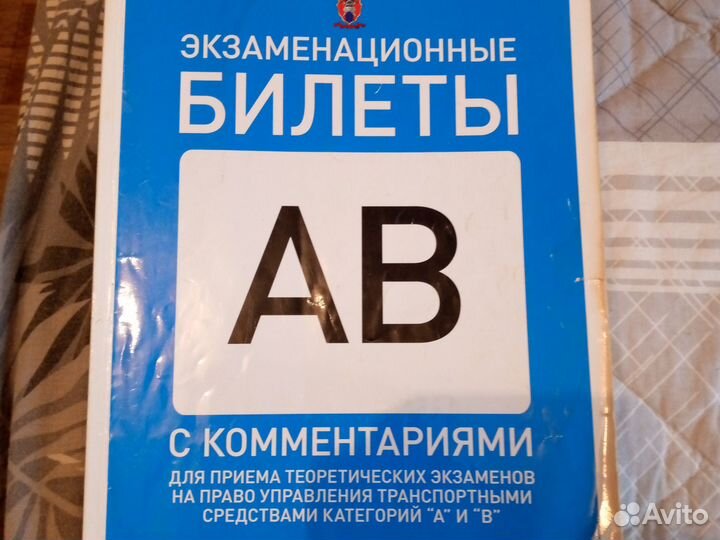 ЭКЗАМЕНАЦИОННЫЕ
БИЛЕТЫ
АВ
С КОММЕНТАРИЯМИ
ДЛЯ ПРИЕМА ТЕОРЕТИЧЕСКИХ ЭКЗАМЕНОВ
НА ПРАВО УПРАВЛЕНИЯ ТРАНСПОРТНЫМИ
СРЕДСТВАМИ КАТЕГОРИЙ "А" И "В"
Avito